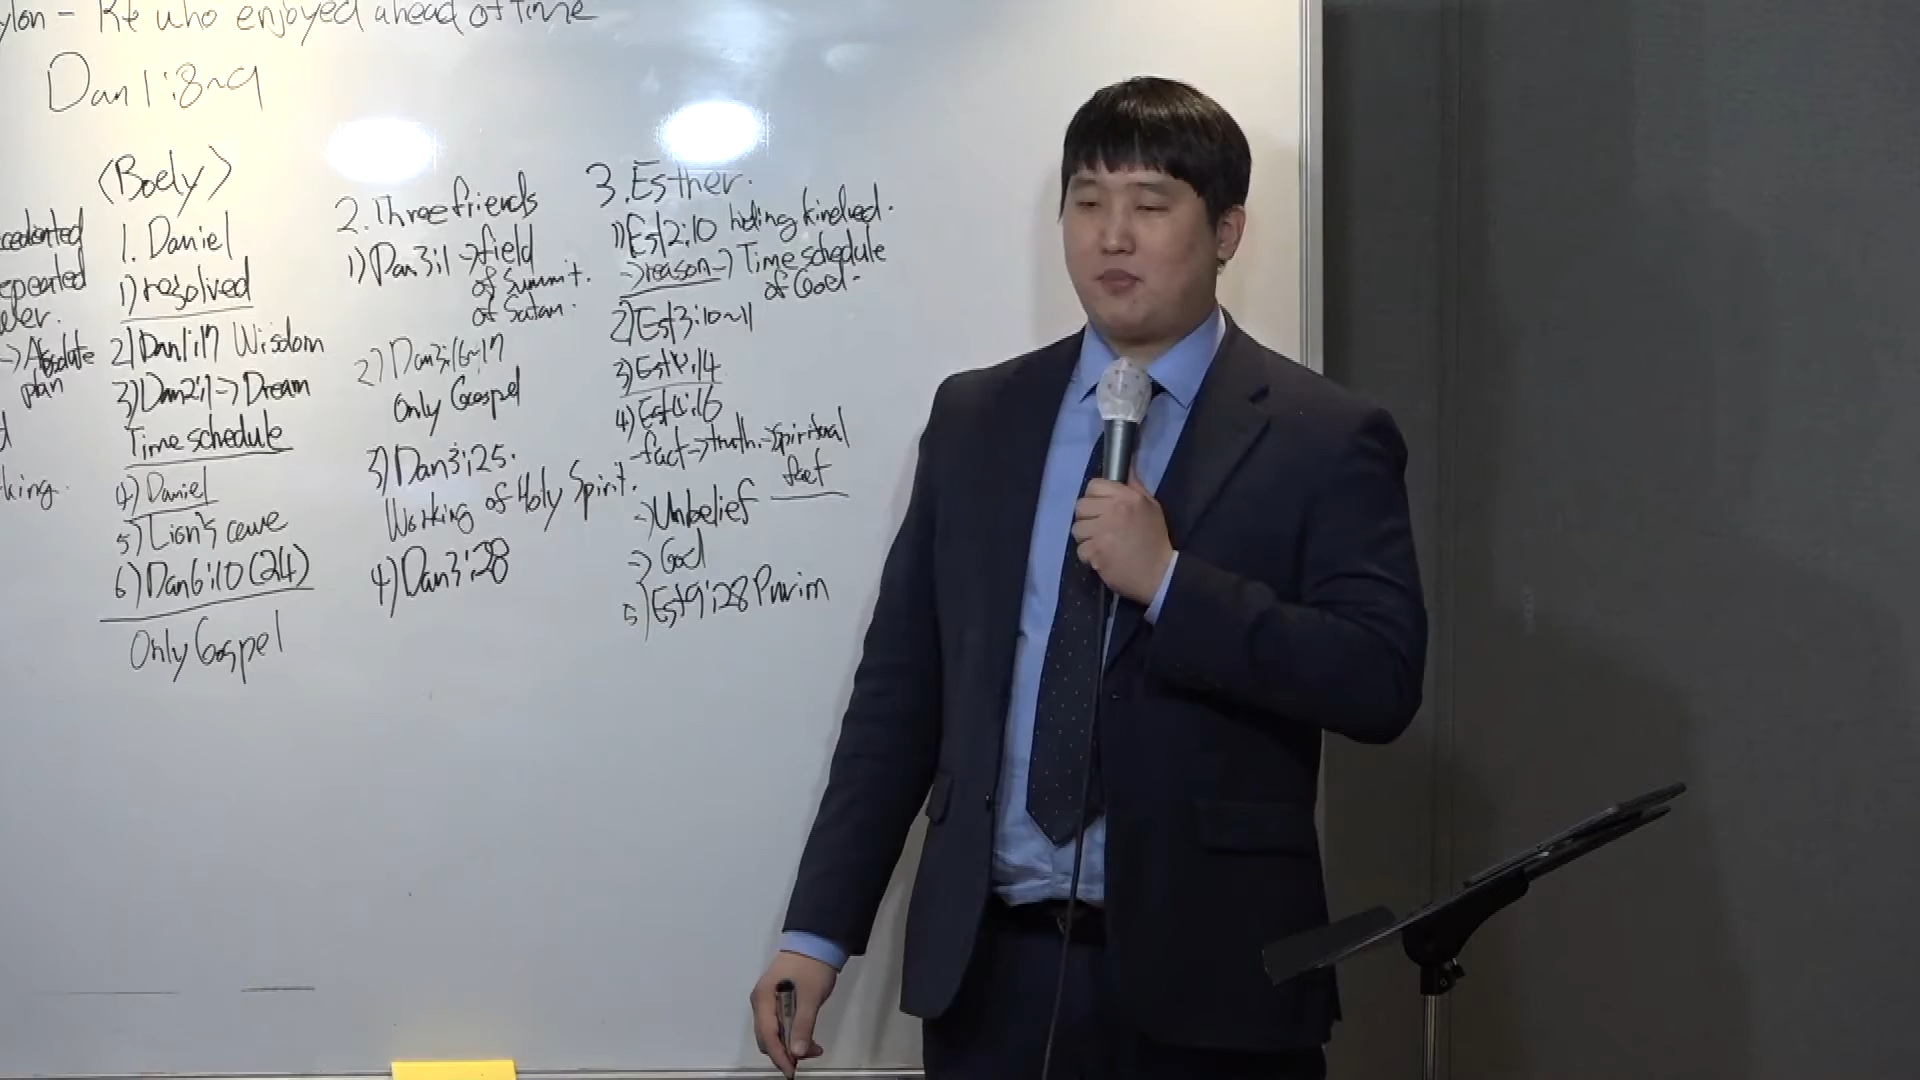 ylon - Rt who enjoyed ahead of time
Dan 1:8~9
cedented
epeated
→ Absolute
plan
king.
<Body>
1. Daniel
1) resolved
2) Dan 1:17 Wisdom
3) Dan 2:1 → Dream
Time schedule
4) Daniel
5) Lion's cave
6) Dan 6:10 (24)
Only Gospel
2. Three friends
1) Dan 3:1 → field
of Summit.
of Satan.
2) Dan 3:16~17
Only Gospel
3) Dan 3:25.
Working of Holy Spirit.
4) Dan 3:28
3. Esther.
1) Est 2:10 hiding kindred.
→ reason → Time schedule
of God.
2) Est 3:10~11
3) Est 4:14
4) Est 4:16
fact → truth → spiritual
fact
→ Unbelief
→ God
5) Est 9:28 Purim